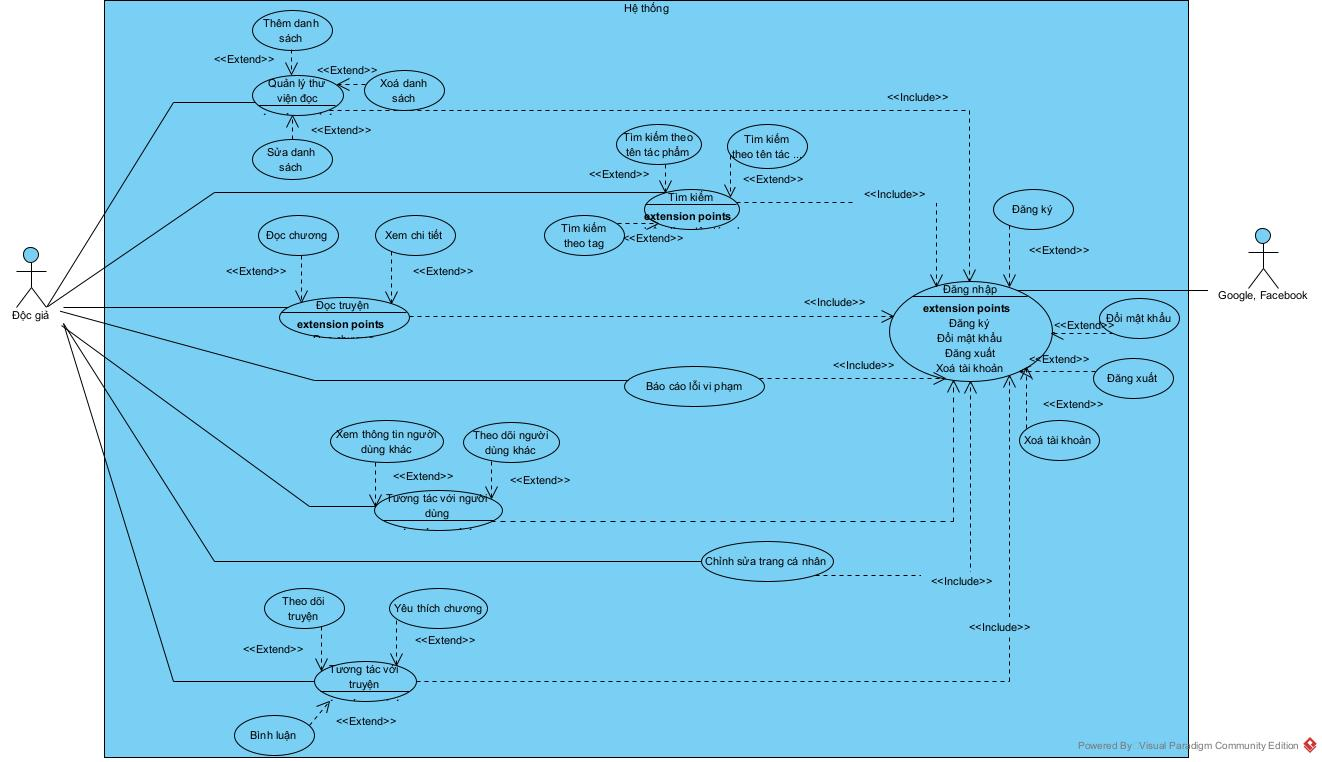 Hệ thống
Thêm danh
sách
<<Extend>>
<<Extend>>
Quản lý thư
viện đọc
Xoá danh
sách
<<Include>>
<<Extend>>
Sửa danh
sách
Tìm kiếm theo
tên tác phẩm
Tìm kiếm
theo tên tác ...
<<Extend>>
<<Extend>>
<<Include>>
Tìm kiếm
extension points
Tìm kiếm
theo tag
<<Extend>>
Đăng ký
<<Extend>>
Đọc chương
Xem chi tiết
<<Extend>>
<<Extend>>
Độc giả
Google, Facebook
Đọc truyện
extension points
<<Include>>
Đăng nhập
extension points
Đăng ký
Đổi mật khẩu
Đăng xuất
Xoá tài khoản
<<Extend>>
Đổi mật khẩu
<<Extend>>
Đăng xuất
<<Extend>>
Xoá tài khoản
<<Include>>
Báo cáo lỗi vi phạm
Xem thông tin người
dùng khác
Theo dõi người
dùng khác
<<Extend>>
<<Extend>>
Tương tác với người
dùng
Chỉnh sửa trang cá nhân
<<Include>>
Theo dõi
truyện
Yêu thích chương
<<Include>>
<<Extend>>
<<Extend>>
Tương tác với
truyện
<<Extend>>
Bình luận
Powered By Visual Paradigm Community Edition